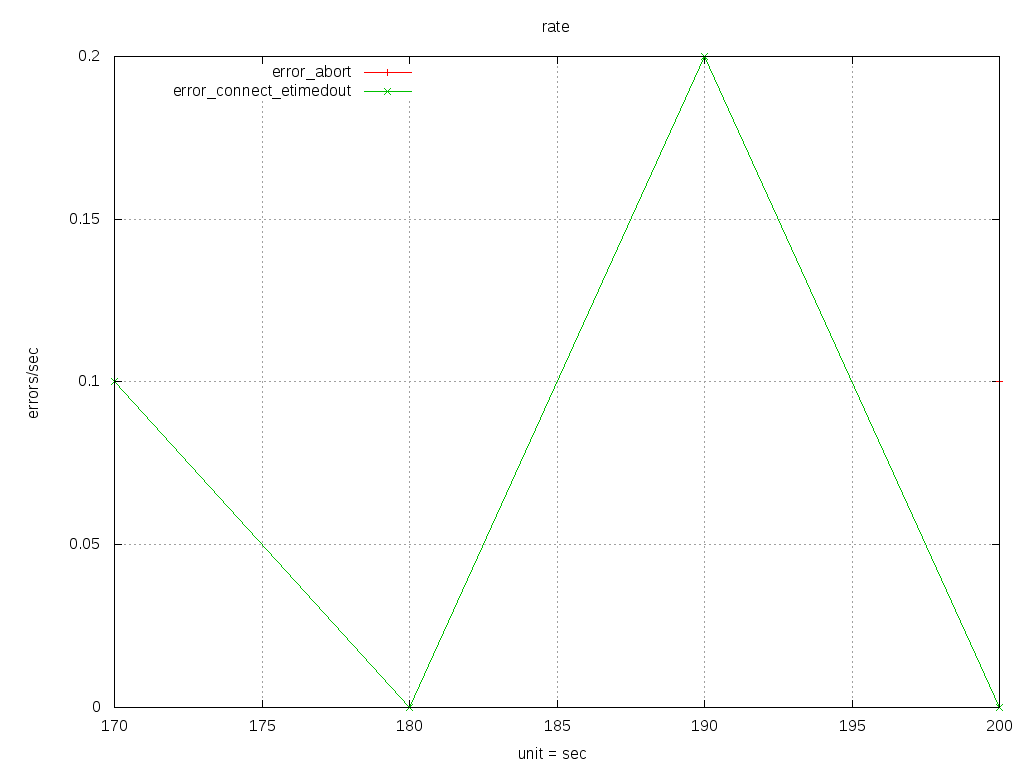 rate
error_abort
error_connect_etimedout
0.2
0.15
0.1
0.05
0
errors/sec
170 175 180 185 190 195 200
unit = sec